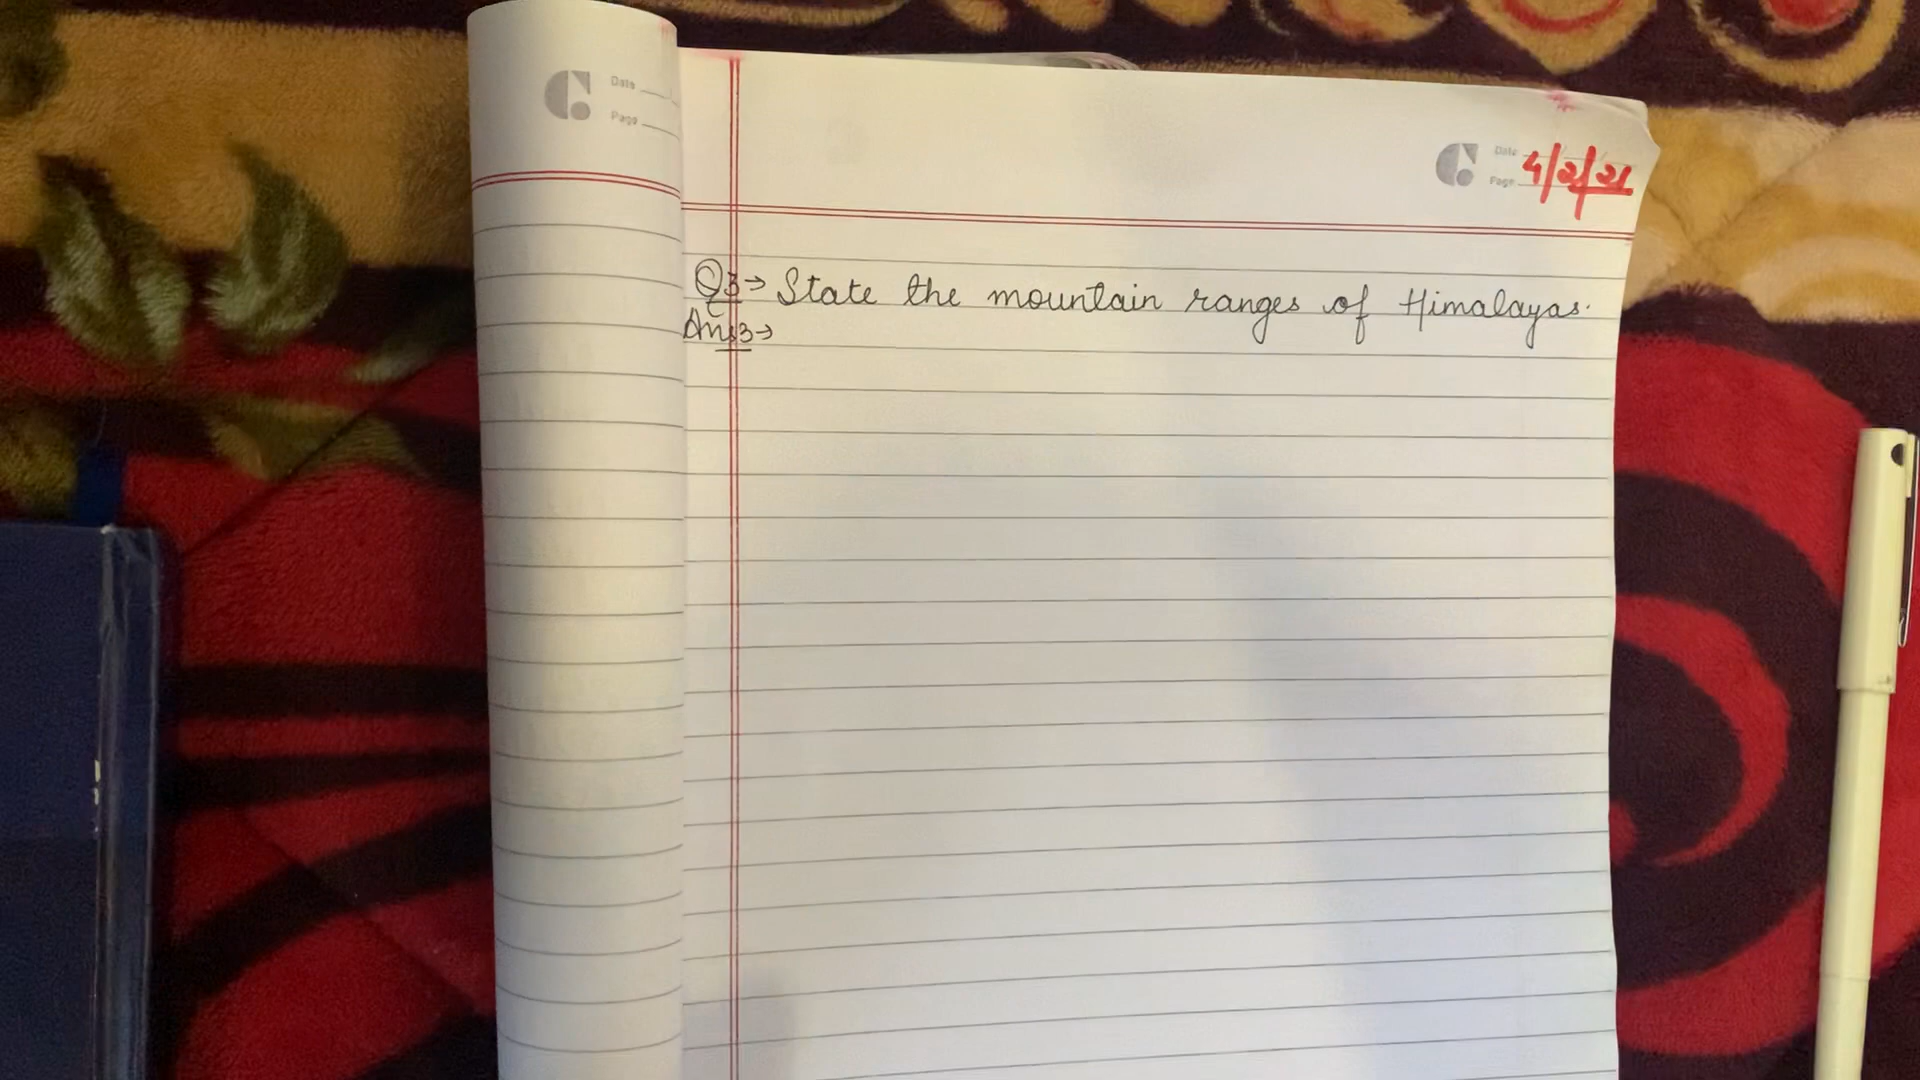 Date
Page
Date 4/2/21
Page
Q3→ State the mountain ranges of Himalayas.
Ans3→